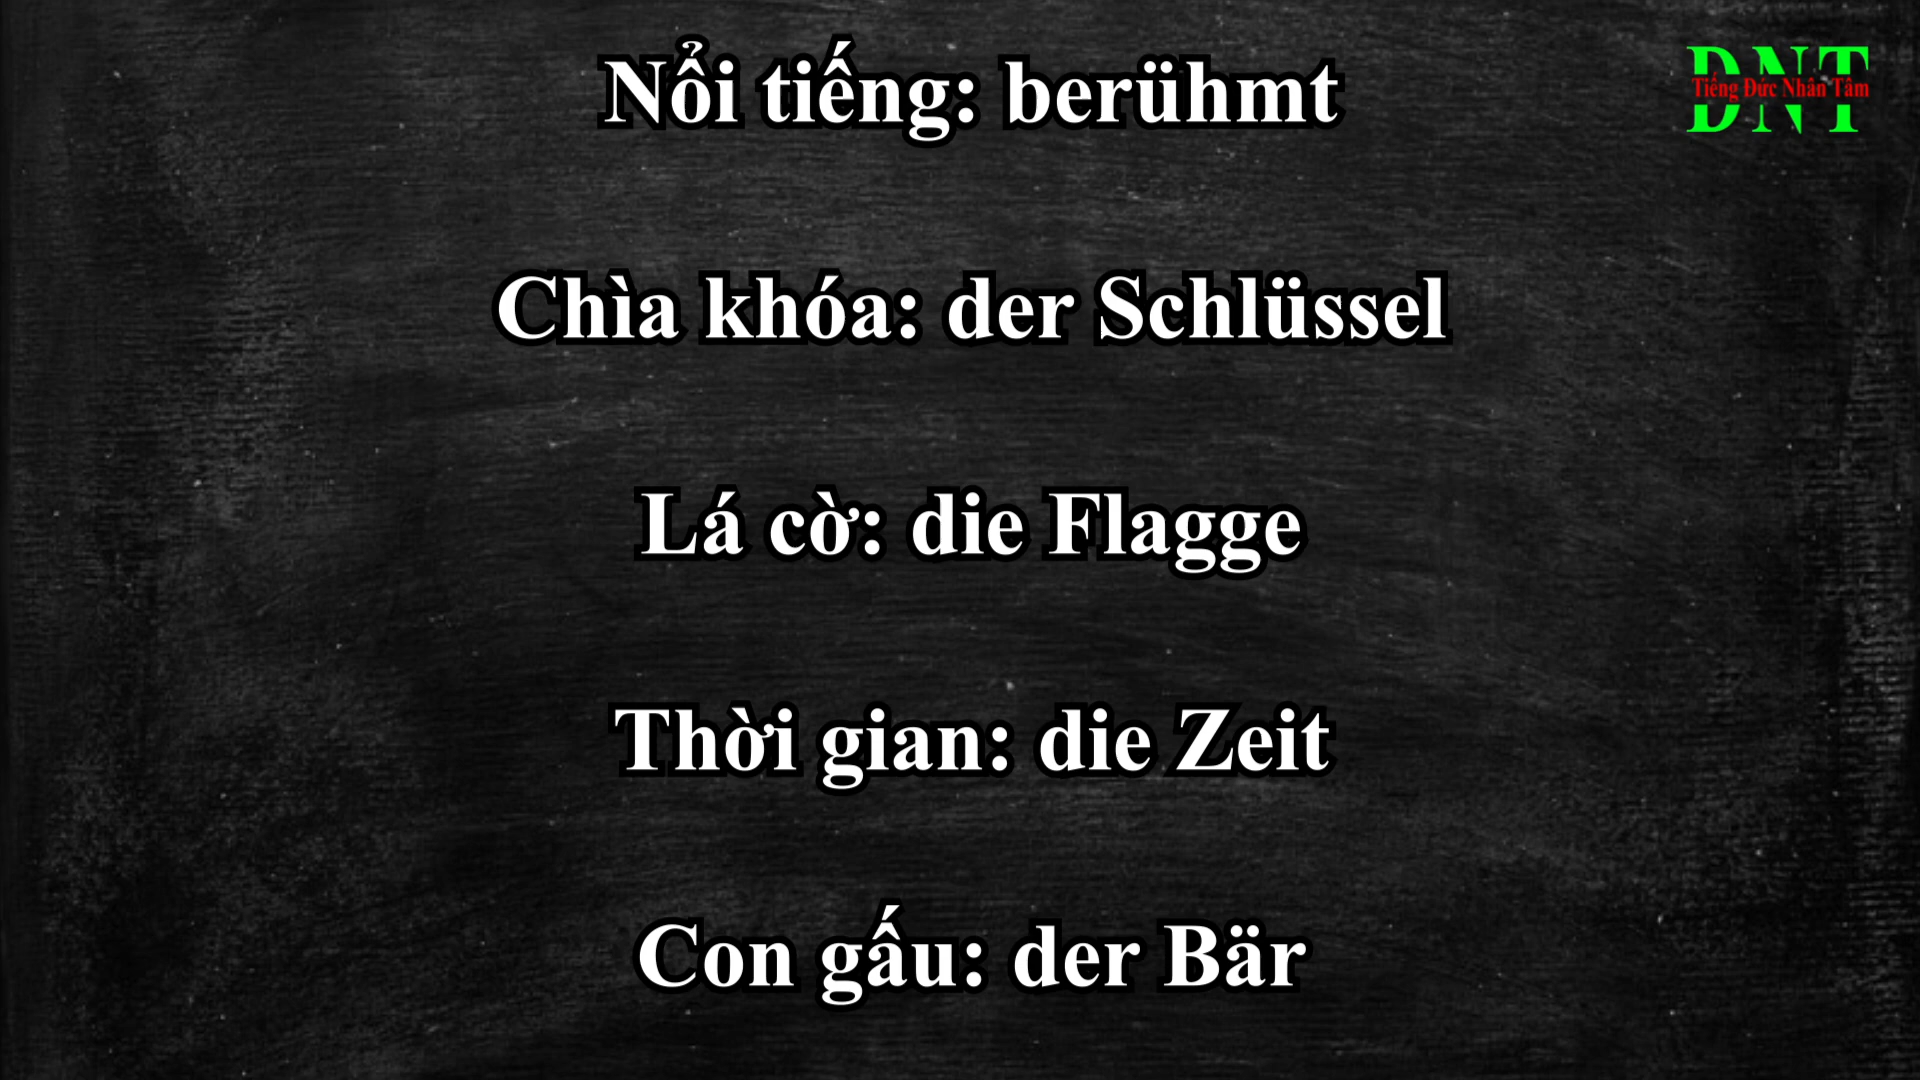 Nổi tiếng: berühmt
DNT
Tiếng Đức Nhân Tâm
Chìa khóa: der Schlüssel
Lá cờ: die Flagge
Thời gian: die Zeit
Con gấu: der Bär